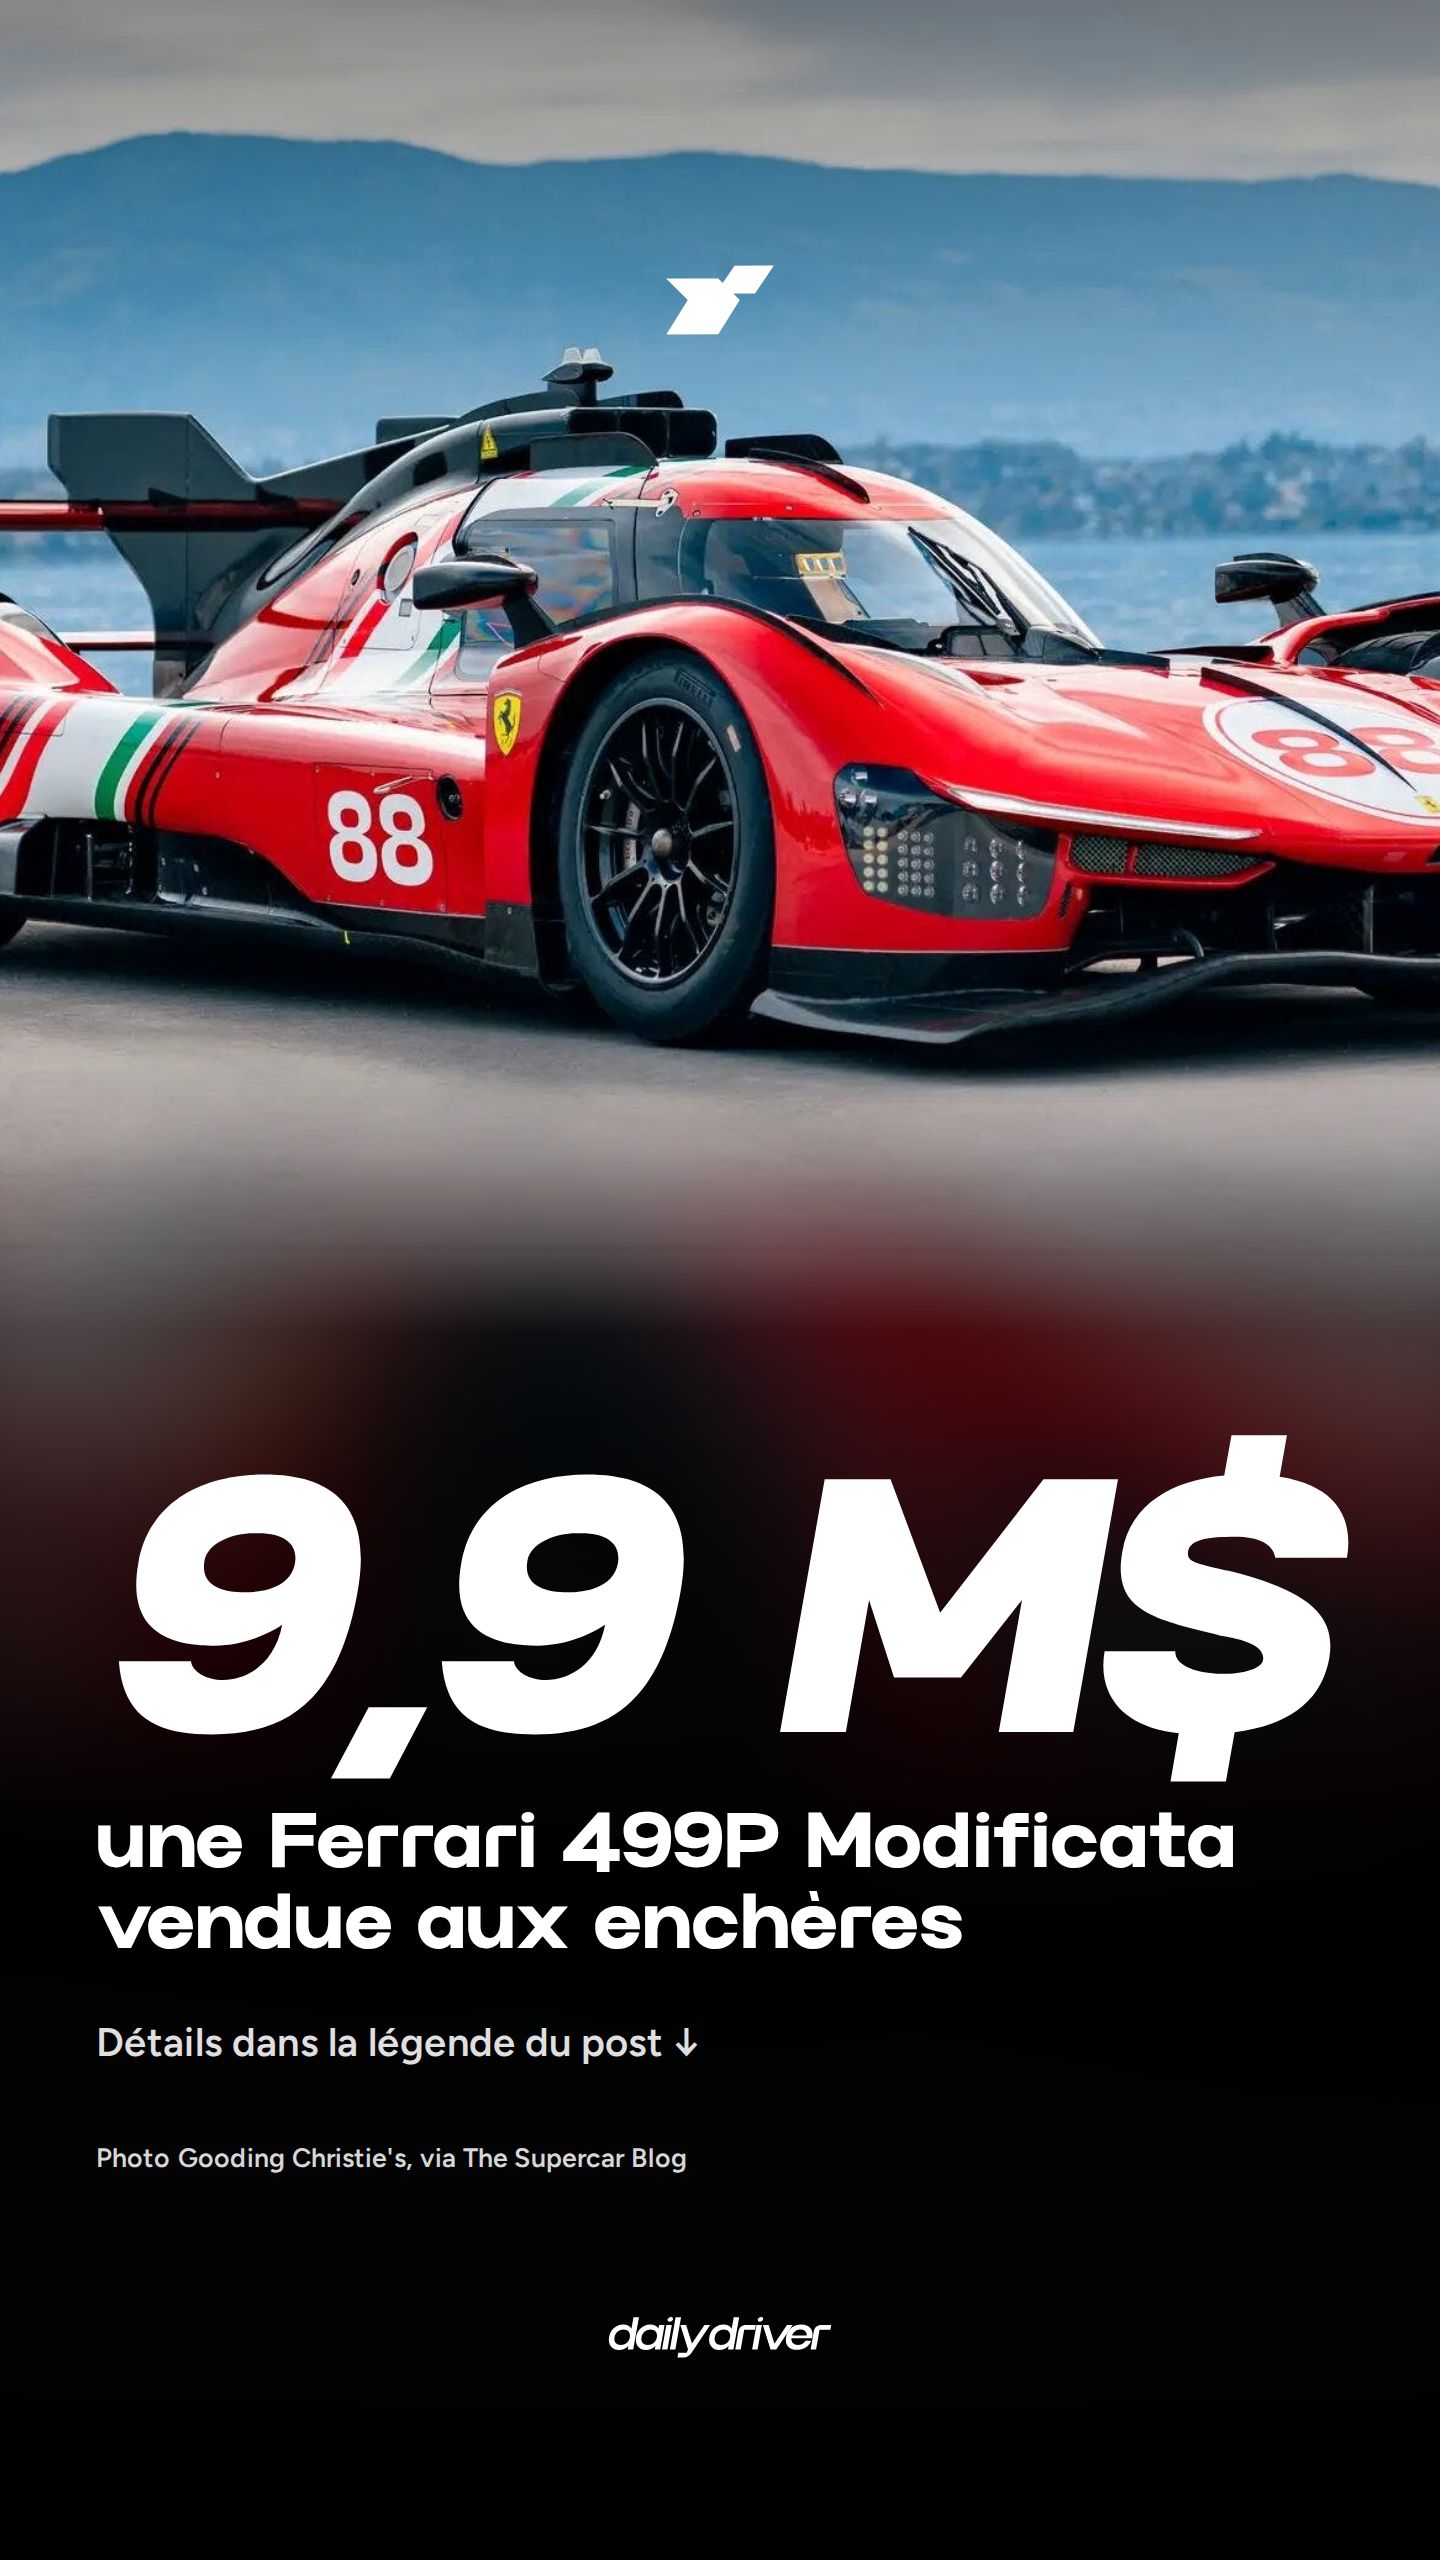 88
88
9,9 M$
une Ferrari 499P Modificata
vendue aux enchères
Détails dans la légende du post ↓
Photo Gooding Christie's, via The Supercar Blog
dailydriver